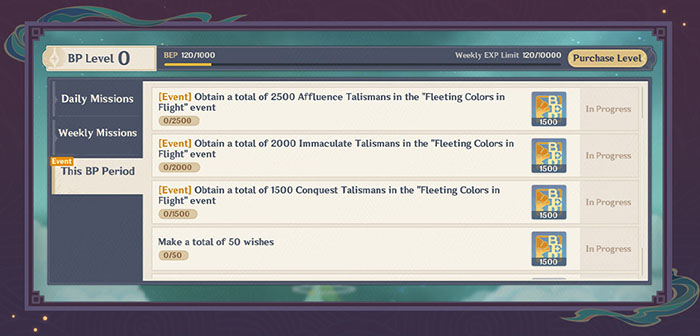 BP Level 0
BEP 120/1000
Weekly EXP Limit 120/10000
Purchase Level
Daily Missions
Weekly Missions
Event
This BP Period
[Event] Obtain a total of 2500 Affluence Talismans in the "Fleeting Colors in
Flight" event
0/2500
BEP
1500
In Progress
[Event] Obtain a total of 2000 Immaculate Talismans in the "Fleeting Colors in
Flight" event
0/2000
BEP
1500
In Progress
[Event] Obtain a total of 1500 Conquest Talismans in the "Fleeting Colors in
Flight" event
0/1500
BEP
1500
In Progress
Make a total of 50 wishes
0/50
BEP
1500
In Progress